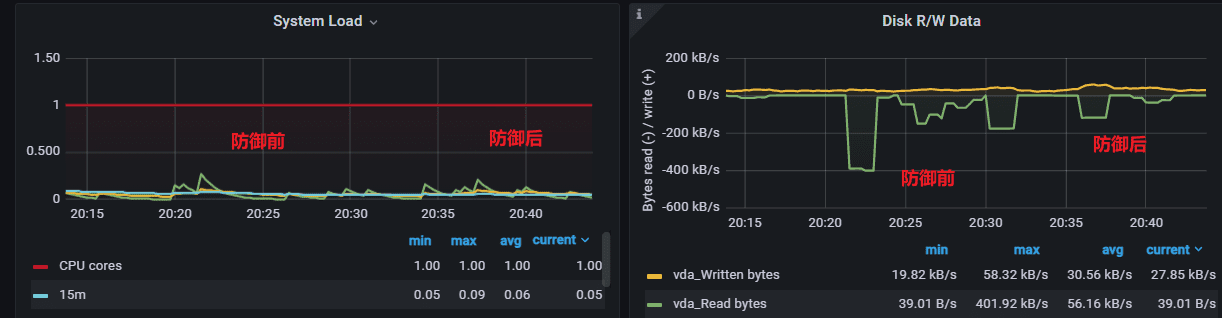 System Load
1.50
1
0.500
0
防御前
防御后
20:15 20:20 20:25 20:30 20:35 20:40
min max avg current
CPU cores 1.00 1.00 1.00 1.00
15m 0.05 0.09 0.06 0.05
i
Disk R/W Data
Bytes read (-) / write (+)
200 kB/s
0 B/s
-200 kB/s
-400 kB/s
-600 kB/s
防御后
防御前
20:15 20:20 20:25 20:30 20:35 20:40
min max avg current
vda_Written bytes 19.82 kB/s 58.32 kB/s 30.56 kB/s 27.85 kB/s
vda_Read bytes 39.01 B/s 401.92 kB/s 56.16 kB/s 39.01 B/s